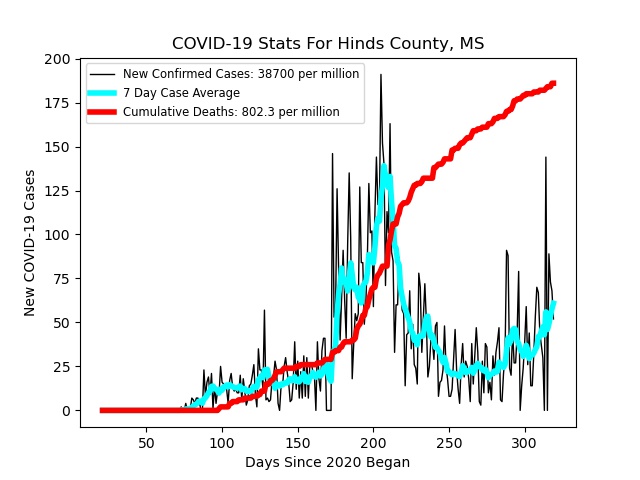 COVID-19 Stats For Hinds County, MS
New Confirmed Cases: 38700 per million
7 Day Case Average
Cumulative Deaths: 802.3 per million
New COVID-19 Cases
200
175
150
125
100
75
50
25
0
50 100 150 200 250 300
Days Since 2020 Began